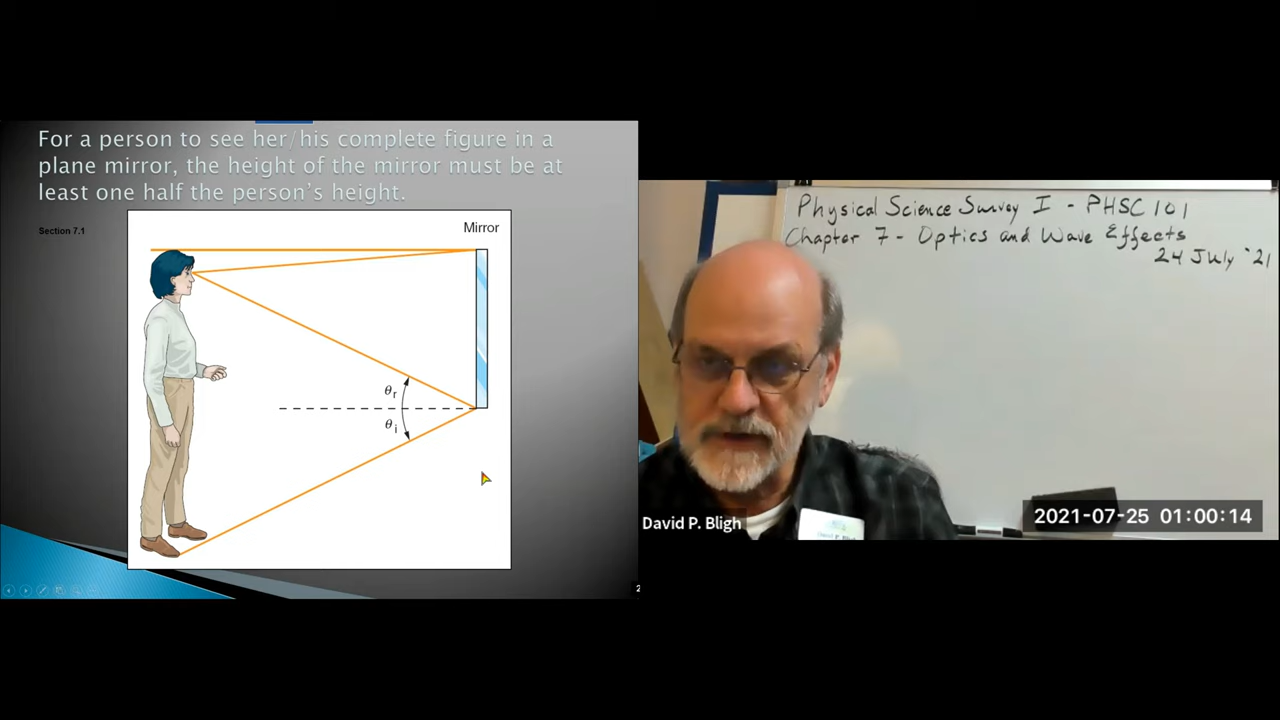 For a person to see her/his complete figure in a
plane mirror, the height of the mirror must be at
least one half the person's height.
Section 7.1
Mirror
θr
θi
2
Physical Science Survey I - PHSC 101
Chapter 7 - Optics and Wave Effects
24 July '21
David P. Bligh
2021-07-25 01:00:14